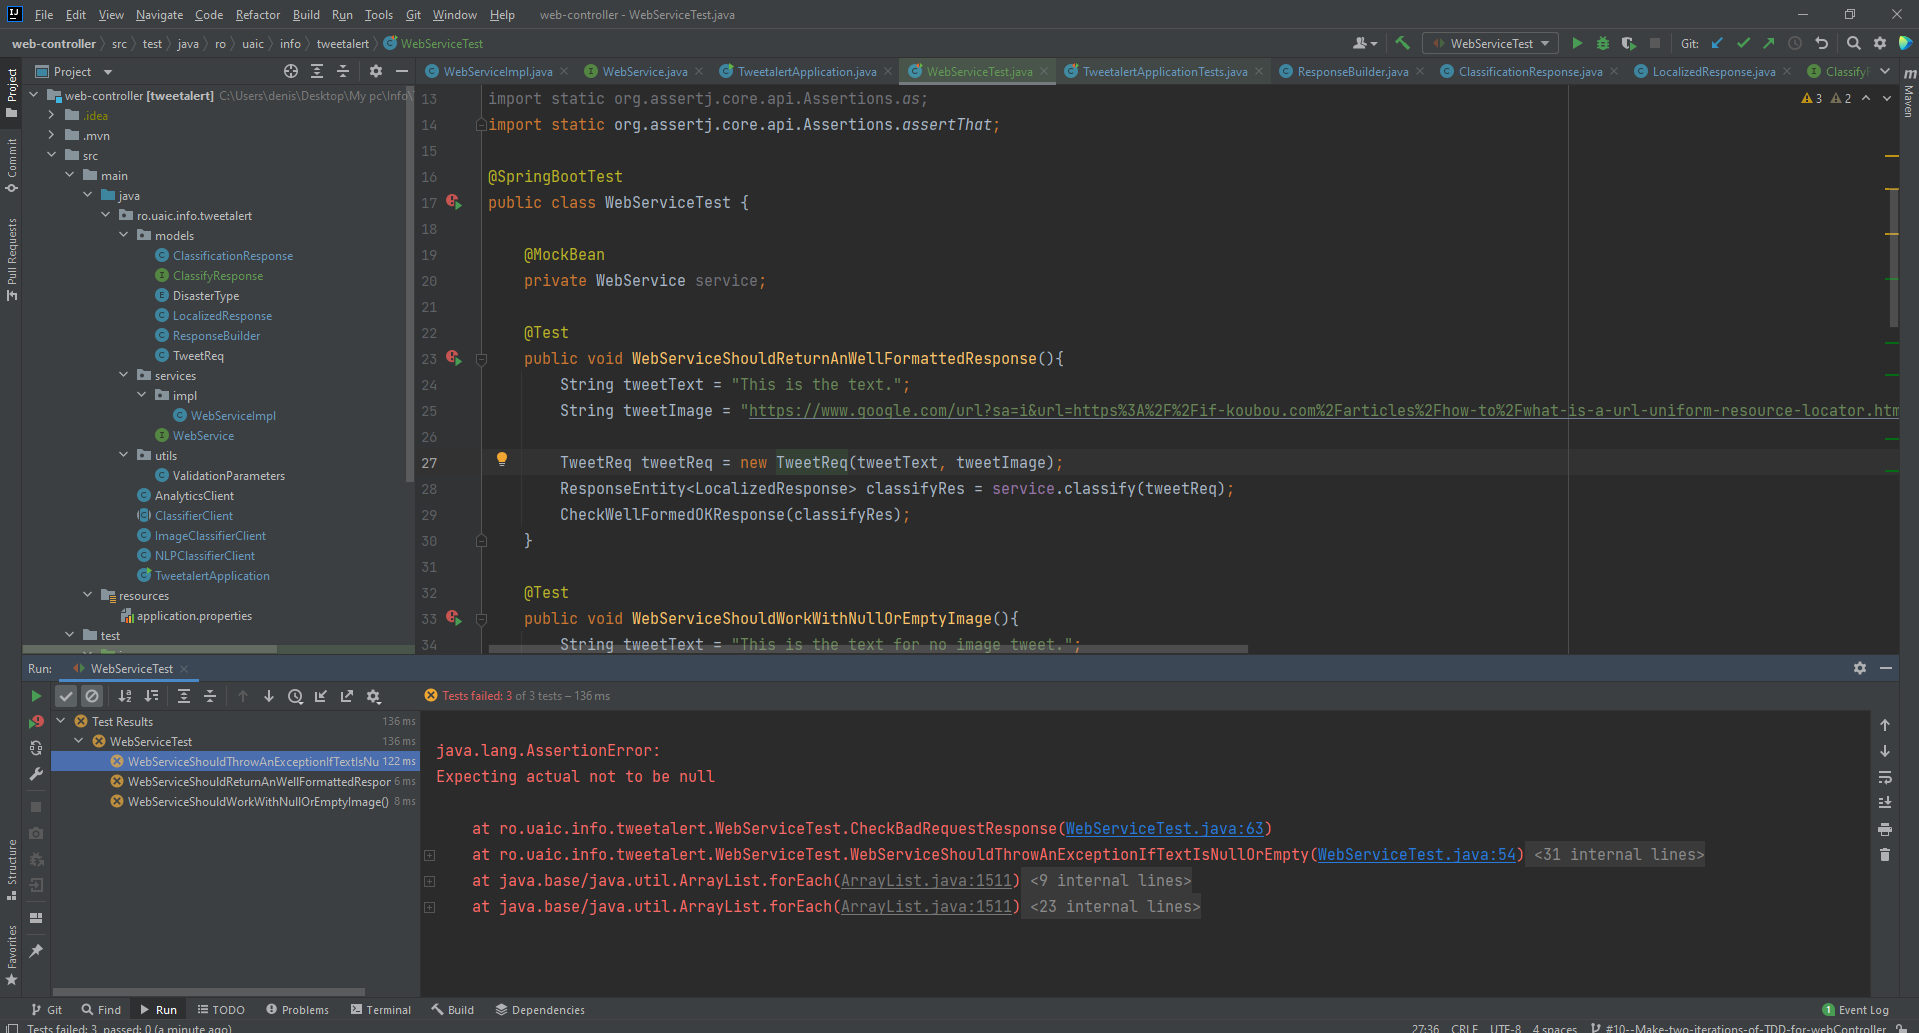 File Edit View Navigate Code Refactor Build Run Tools Git Window Help web-controller - WebServiceTest.java
web-controller src test java ro uaic info tweetalert WebServiceTest
WebServiceTest Git:
Project
WebServiceImpl.java WebService.java TweetalertApplication.java WebServiceTest.java TweetalertApplicationTests.java ResponseBuilder.java ClassificationResponse.java LocalizedResponse.java Classify
Project
Commit
Pull Requests
Structure
Favorites
Maven
web-controller [tweetalert] C:\Users\denis\Desktop\My pc\Info\
.idea
.mvn
src
main
java
ro.uaic.info.tweetalert
models
ClassificationResponse
ClassifyResponse
DisasterType
LocalizedResponse
ResponseBuilder
TweetReq
services
impl
WebServiceImpl
WebService
utils
ValidationParameters
AnalyticsClient
ClassifierClient
ImageClassifierClient
NLPClassifierClient
TweetalertApplication
resources
application.properties
test
3 2
13 import static org.assertj.core.api.Assertions.as;
14 import static org.assertj.core.api.Assertions.assertThat;
15
16 @SpringBootTest
17 public class WebServiceTest {
18
19 @MockBean
20 private WebService service;
21
22 @Test
23 public void WebServiceShouldReturnAnWellFormattedResponse(){
24 String tweetText = "This is the text.";
25 String tweetImage = "https://www.google.com/url?sa=i&url=https%3A%2F%2Fif-koubou.com%2Farticles%2Fhow-to%2Fwhat-is-a-url-uniform-resource-locator.htm
26
27 TweetReq tweetReq = new TweetReq(tweetText, tweetImage);
28 ResponseEntity<LocalizedResponse> classifyRes = service.classify(tweetReq);
29 CheckWellFormedOKResponse(classifyRes);
30 }
31
32 @Test
33 public void WebServiceShouldWorkWithNullOrEmptyImage(){
34 String tweetText = "This is the text for no image tweet.";
Run: WebServiceTest
Tests failed: 3 of 3 tests – 136 ms
Test Results 136 ms
WebServiceTest 136 ms
WebServiceShouldThrowAnExceptionIfTextIsNu 122 ms
WebServiceShouldReturnAnWellFormattedRespor 6 ms
WebServiceShouldWorkWithNullOrEmptyImage() 8 ms
java.lang.AssertionError:
Expecting actual not to be null
at ro.uaic.info.tweetalert.WebServiceTest.CheckBadRequestResponse(WebServiceTest.java:63)
at ro.uaic.info.tweetalert.WebServiceTest.WebServiceShouldThrowAnExceptionIfTextIsNullOrEmpty(WebServiceTest.java:54) <31 internal lines>
at java.base/java.util.ArrayList.forEach(ArrayList.java:1511) <9 internal lines>
at java.base/java.util.ArrayList.forEach(ArrayList.java:1511) <23 internal lines>
Git Find Run TODO Problems Terminal Build Dependencies 1 Event Log
Tests failed: 3, passed: 0 (a minute ago) 27:36 CRLF UTF-8 4 spaces #10--Make-two-iterations-of-TDD-for-webController